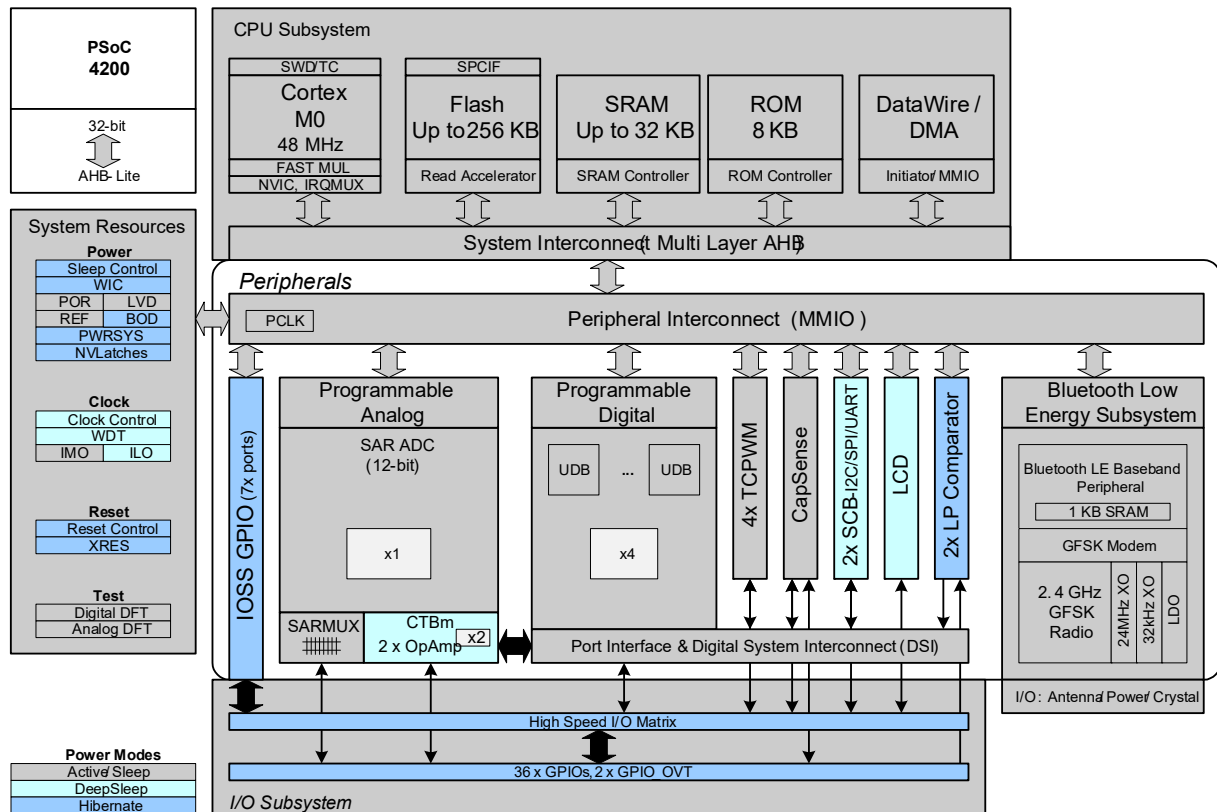 PSoC
4200
32-bit
AHB- Lite
CPU Subsystem
SWD/TC
Cortex
M0
48 MHz
FAST MUL
NVIC, IRQMUX
SPCIF
Flash
Up to 256 KB
Read Accelerator
SRAM
Up to 32 KB
SRAM Controller
ROM
8 KB
ROM Controller
DataWire /
DMA
Initiator/ MMIO
System Interconnect ( Multi Layer AHB )
System Resources
Power
Sleep Control
WIC
POR LVD
REF BOD
PWRSYS
NVLatches
Clock
Clock Control
WDT
IMO ILO
Reset
Reset Control
XRES
Test
Digital DFT
Analog DFT
Peripherals
PCLK
Peripheral Interconnect (MMIO )
IOSS GPIO (7x ports)
Programmable
Analog
SAR ADC
(12-bit)
x1
SARMUX
CTBm
x2
2 x OpAmp
Programmable
Digital
UDB ... UDB
x4
4x TCPWM
CapSense
2x SCB-I2C/SPI/UART
LCD
2x LP Comparator
Port Interface & Digital System Interconnect (DSI)
Bluetooth Low
Energy Subsystem
Bluetooth LE Baseband
Peripheral
1 KB SRAM
GFSK Modem
2. 4 GHz
GFSK
Radio
24MHz XO
32kHz XO
LDO
I/O : Antenna/ Power/ Crystal
High Speed I/O Matrix
36 x GPIOs, 2 x GPIO_OVT
I/O Subsystem
Power Modes
Active/ Sleep
DeepSleep
Hibernate